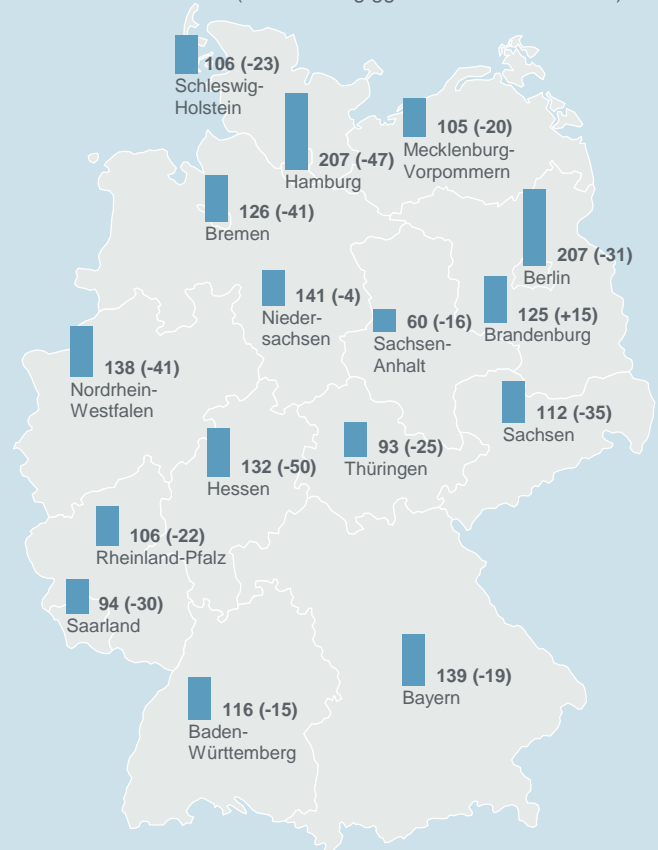 106 (-23)
Schleswig-
Holstein
105 (-20)
Mecklenburg-
Vorpommern
207 (-47)
Hamburg
126 (-41)
Bremen
207 (-31)
Berlin
141 (-4)
Nieder-
sachsen
60 (-16)
Sachsen-
Anhalt
125 (+15)
Brandenburg
138 (-41)
Nordrhein-
Westfalen
112 (-35)
Sachsen
132 (-50)
Hessen
93 (-25)
Thüringen
106 (-22)
Rheinland-Pfalz
94 (-30)
Saarland
139 (-19)
Bayern
116 (-15)
Baden-
Württemberg